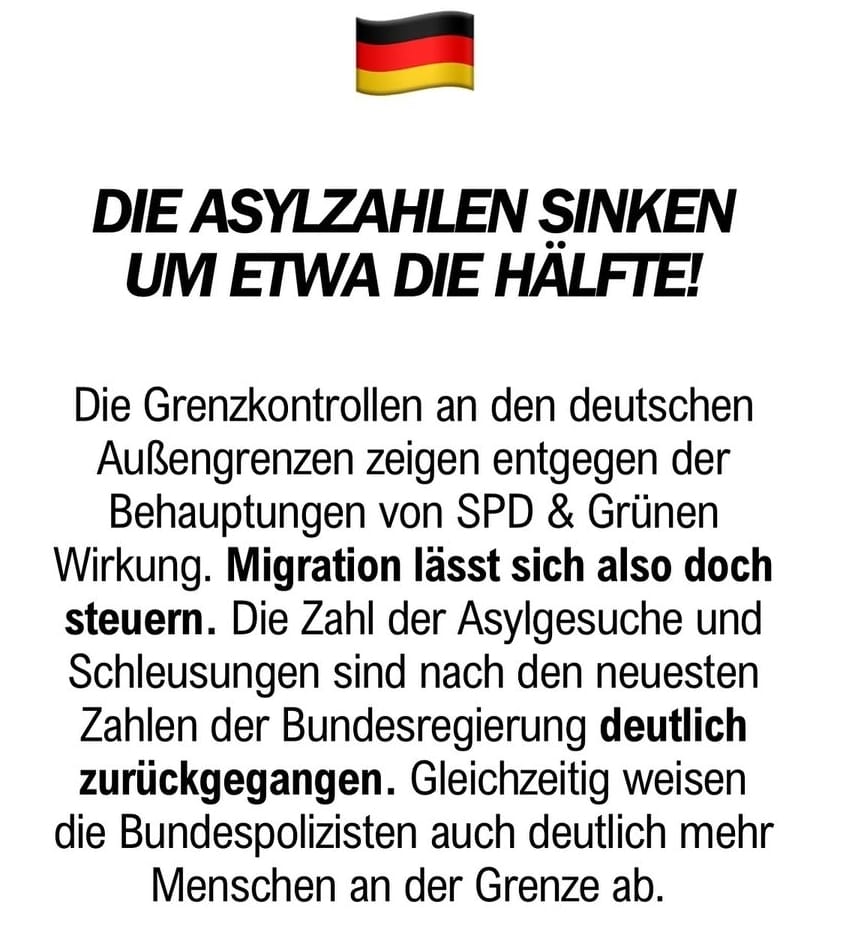 DIE ASYLZAHLEN SINKEN
UM ETWA DIE HÄLFTE!
Die Grenzkontrollen an den deutschen
Außengrenzen zeigen entgegen der
Behauptungen von SPD & Grünen
Wirkung. Migration lässt sich also doch
steuern. Die Zahl der Asylgesuche und
Schleusungen sind nach den neuesten
Zahlen der Bundesregierung deutlich
zurückgegangen. Gleichzeitig weisen
die Bundespolizisten auch deutlich mehr
Menschen an der Grenze ab.